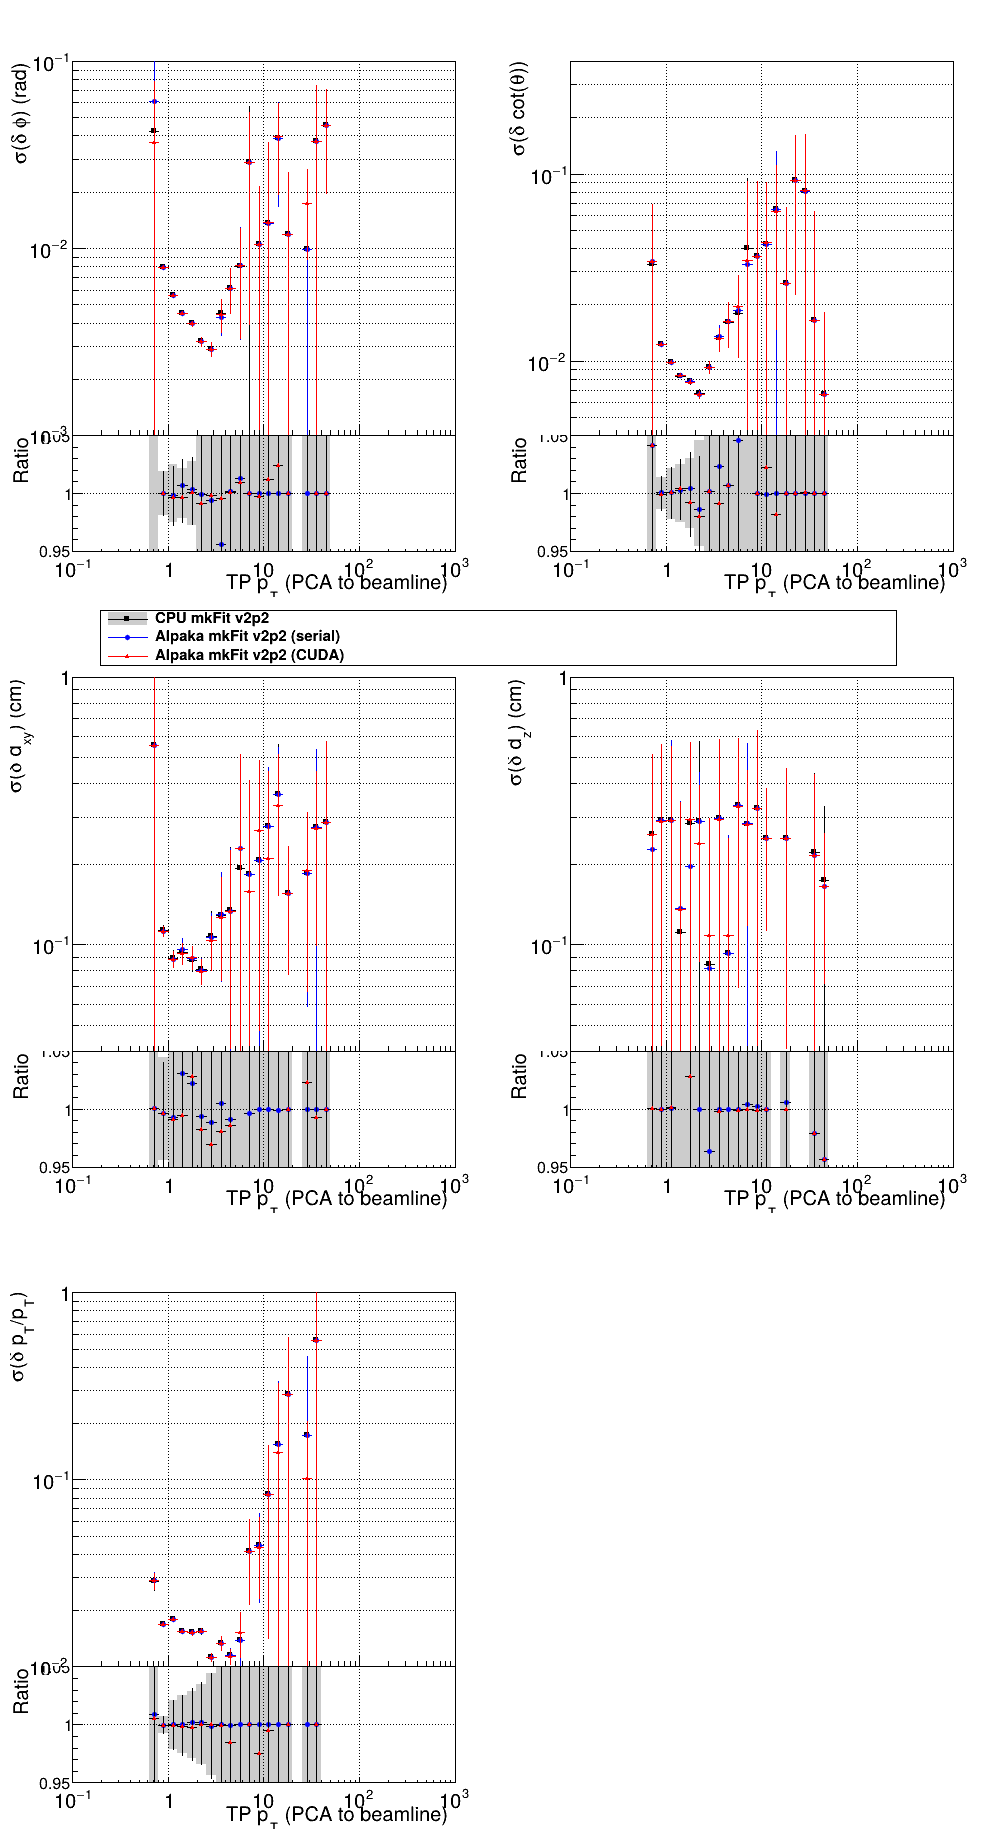 σ(δ φ) (rad)
10⁻¹
10⁻²
10⁻³
Ratio
1.05
1
0.95
10⁻¹ 1 10 10² 10³
TP p_T (PCA to beamline)
σ(δ cot(θ))
10⁻¹
10⁻²
Ratio
1.05
1
0.95
10⁻¹ 1 10 10² 10³
TP p_T (PCA to beamline)
CPU mkFit v2p2
Alpaka mkFit v2p2 (serial)
Alpaka mkFit v2p2 (CUDA)
σ(δ d_xy) (cm)
1
10⁻¹
Ratio
1.05
1
0.95
10⁻¹ 1 10 10² 10³
TP p_T (PCA to beamline)
σ(δ d_z) (cm)
1
10⁻¹
Ratio
1.05
1
0.95
10⁻¹ 1 10 10² 10³
TP p_T (PCA to beamline)
σ(δ p_T/p_T)
1
10⁻¹
10⁻²
Ratio
1.05
1
0.95
10⁻¹ 1 10 10² 10³
TP p_T (PCA to beamline)